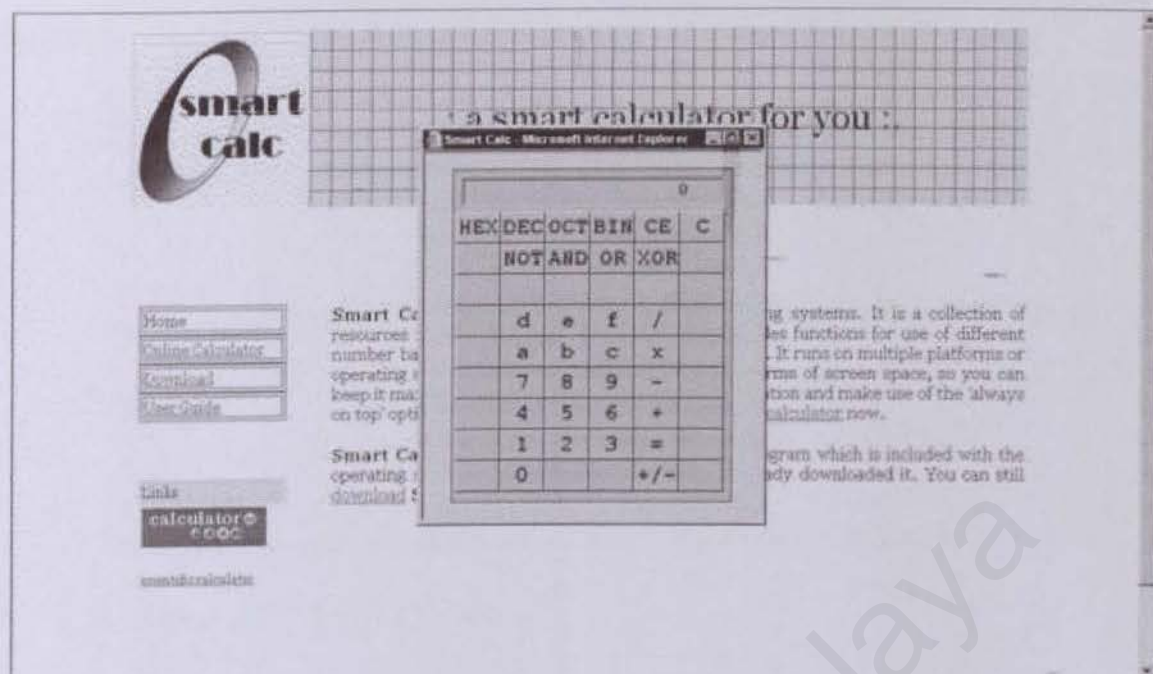 smart
calc
: a smart calculator for you :.
Smart Calc - Microsoft Internet Explorer
0
HEX DEC OCT BIN CE C
NOT AND OR XOR
d e f /
a b c x
7 8 9 -
4 5 6 +
1 2 3 =
0 +/-
Home
Online Calculator
Download
User Guide
Smart Ca ng systems. It is a collection of
resources les functions for use of different
number ba . It runs on multiple platforms or
operating rms of screen space, so you can
keep it ma tion and make use of the 'always
on top' opti calculator now.
Smart Ca ogram which is included with the
operating ady downloaded it. You can still
download S
Links
calculator
laya